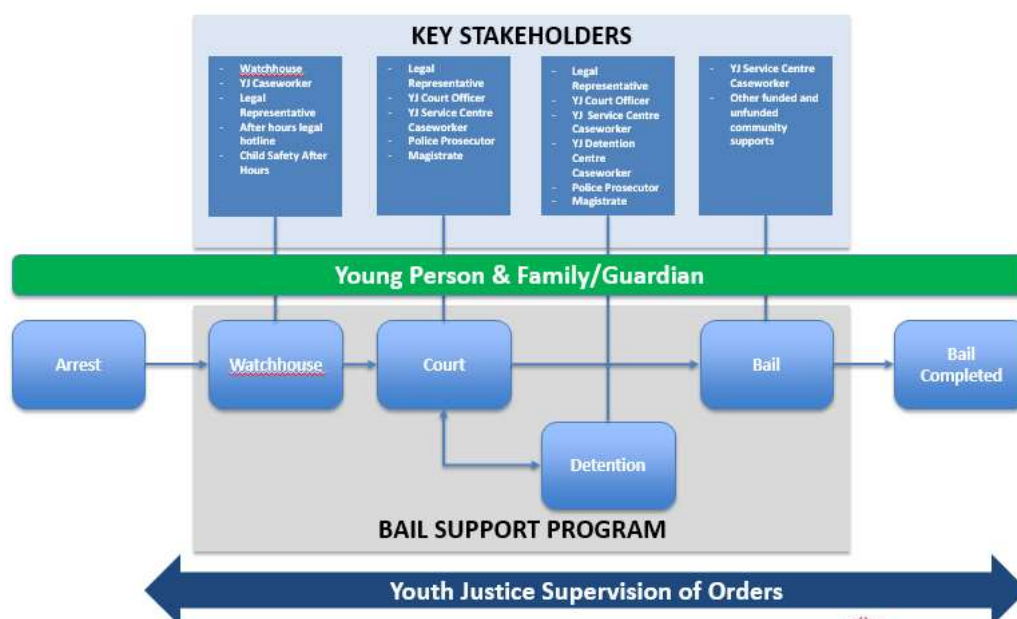 KEY STAKEHOLDERS
- Watchhouse
- YJ Caseworker
- Legal
Representative
- After hours legal
hotline
- Child Safety After
Hours
- Legal
Representative
- YJ Court Officer
- YJ Service Centre
Caseworker
- Police Prosecutor
- Magistrate
- Legal
Representative
- YJ Court Officer
- YJ Service Centre
Caseworker
- YJ Detention
Centre
Caseworker
- Police Prosecutor
- Magistrate
- YJ Service Centre
Caseworker
- Other funded and
unfunded
community
supports
Young Person & Family/Guardian
Arrest
Watchhouse
Court
Bail
Bail
Completed
Detention
BAIL SUPPORT PROGRAM
Youth Justice Supervision of Orders